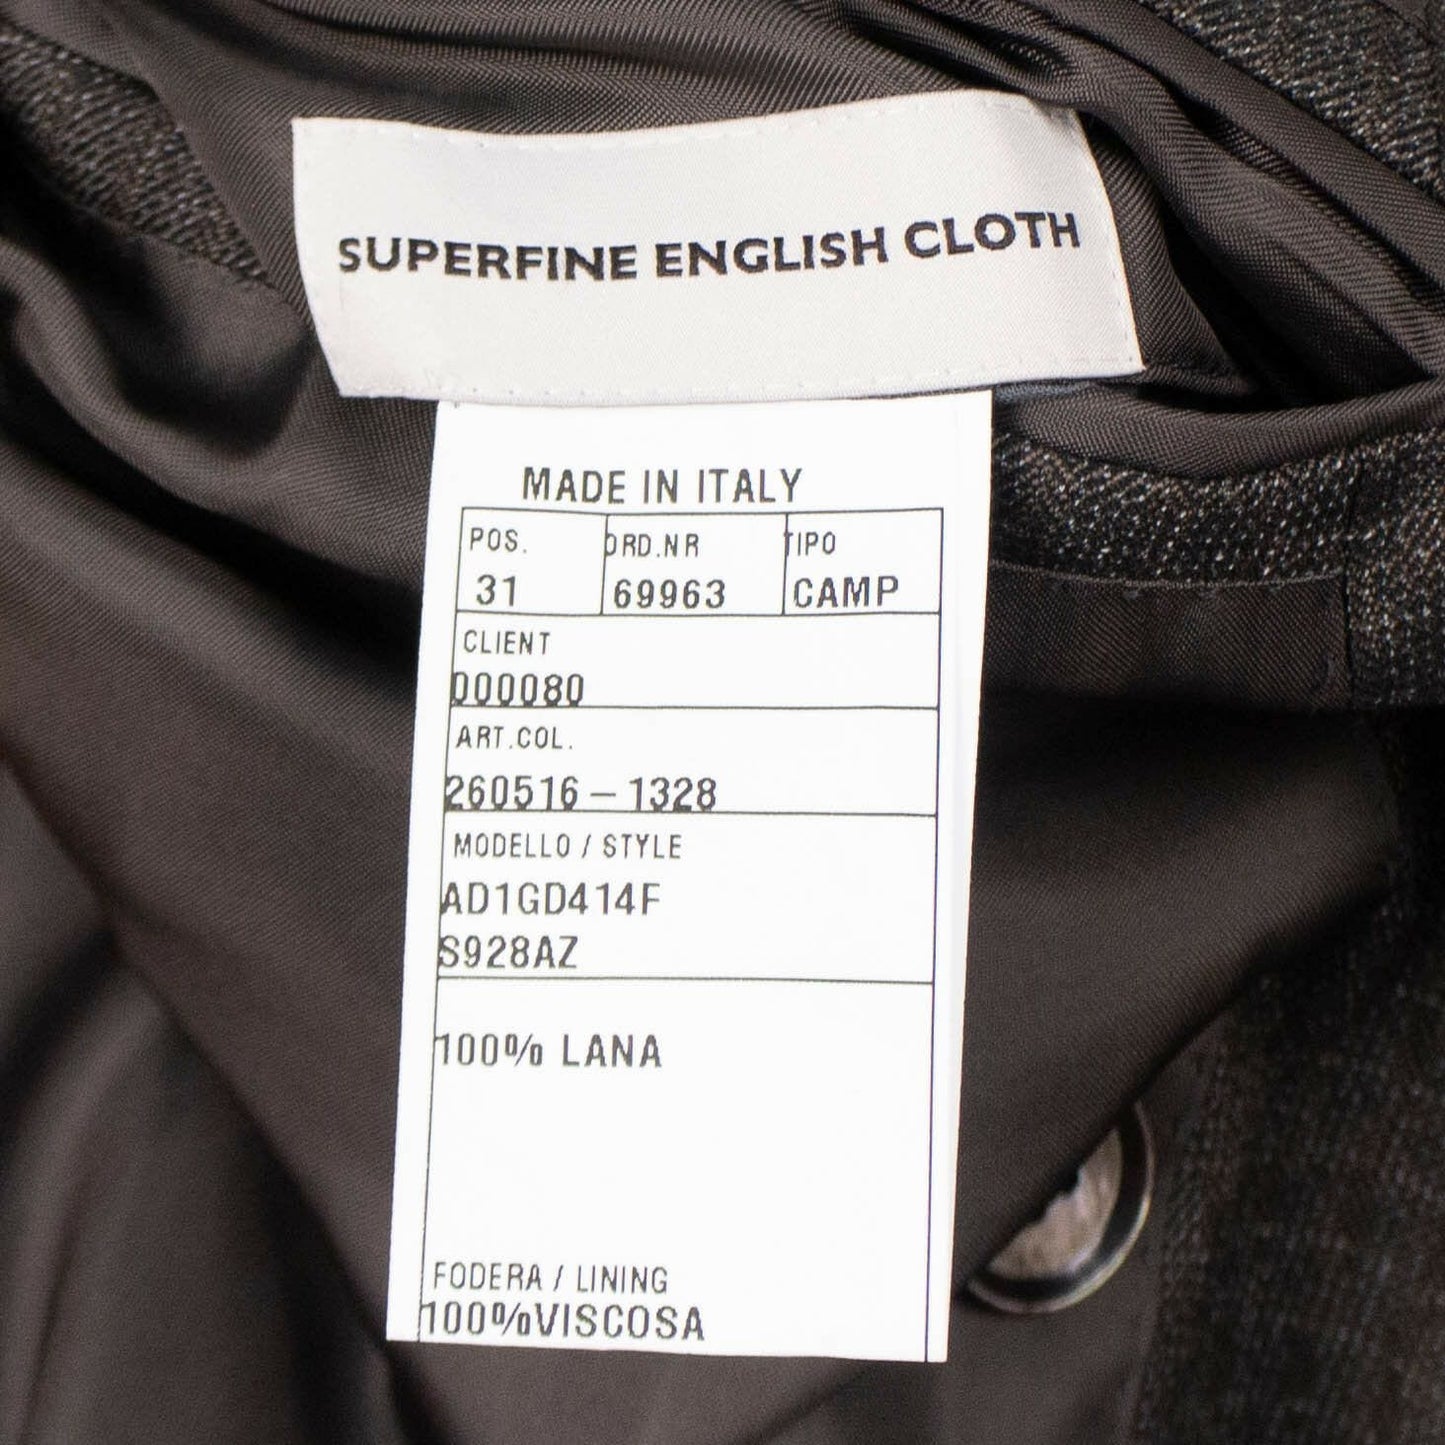 SUPERFINE ENGLISH CLOTH
MADE IN ITALY
POS. ORD.NR TIPO
31 69963 CAMP
CLIENT
000080
ART.COL.
260516 – 1328
MODELLO / STYLE
AD1GD414F
S928AZ
100% LANA
FODERA / LINING
100%VISCOSA